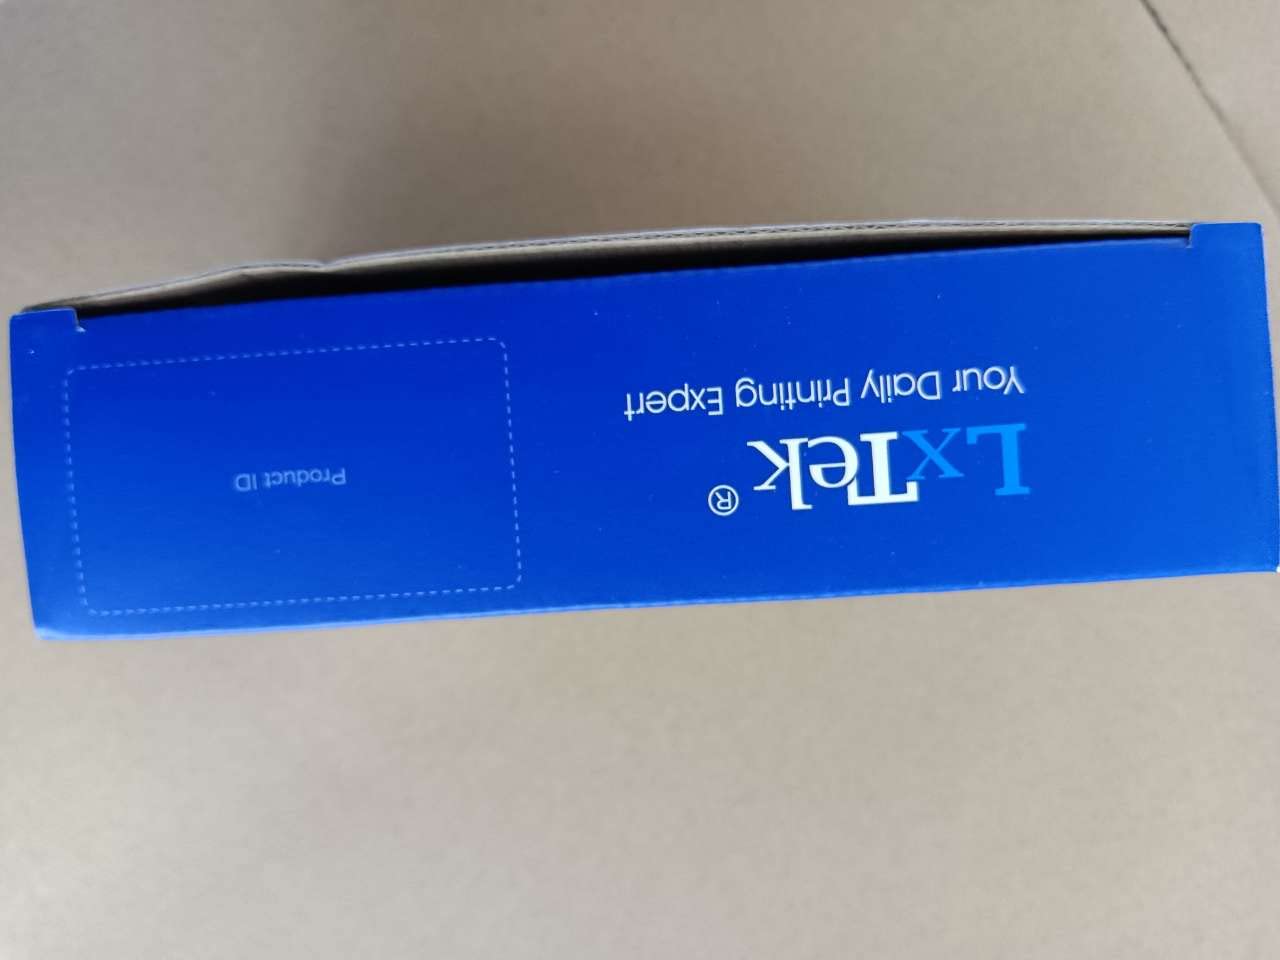 LxTek®
Your Daily Printing Expert
Product ID